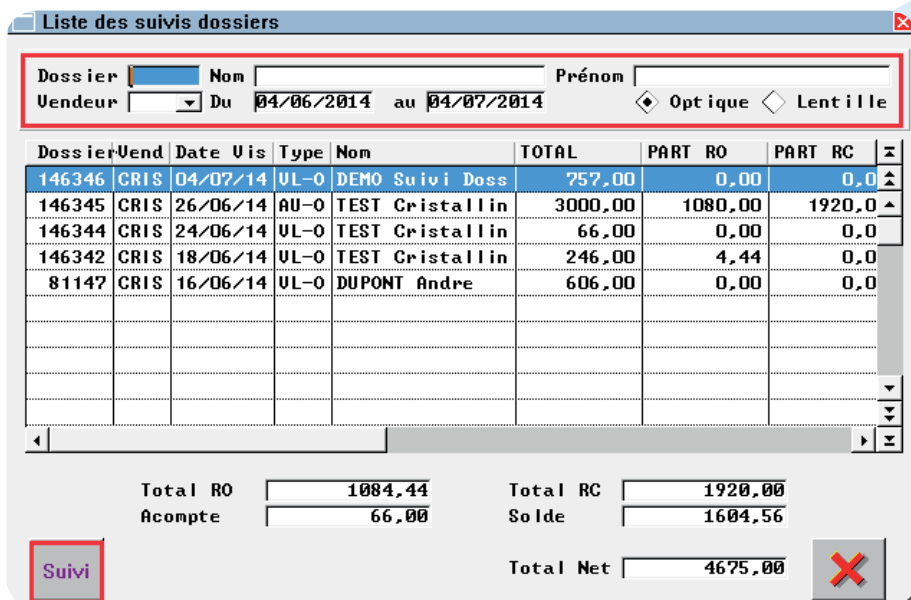 Liste des suivis dossiers
Dossier Nom Prénom
Vendeur Du 04/06/2014 au 04/07/2014 Optique Lentille
Dossier Vend Date Vis Type Nom TOTAL PART RO PART RC
146346 CRIS 04/07/14 VL-O DEMO Suivi Doss 757,00 0,00 0,0
146345 CRIS 26/06/14 AU-O TEST Cristallin 3000,00 1080,00 1920,0
146344 CRIS 24/06/14 VL-O TEST Cristallin 66,00 0,00 0,0
146342 CRIS 18/06/14 VL-O TEST Cristallin 246,00 4,44 0,0
81147 CRIS 16/06/14 VL-O DUPONT Andre 606,00 0,00 0,0
Total RO 1084,44 Total RC 1920,00
Acompte 66,00 Solde 1604,56
Suivi Total Net 4675,00